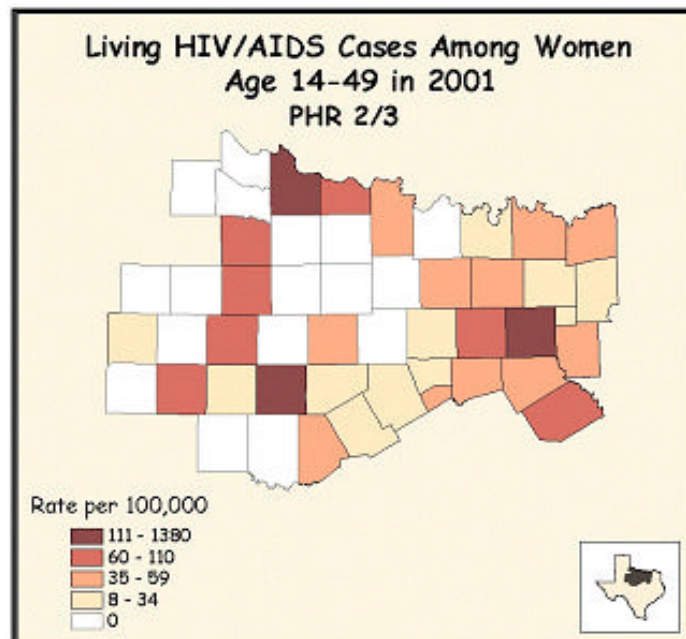 Living HIV/AIDS Cases Among Women
Age 14-49 in 2001
PHR 2/3
Rate per 100,000
111 - 1380
60 - 110
35 - 59
8 - 34
0